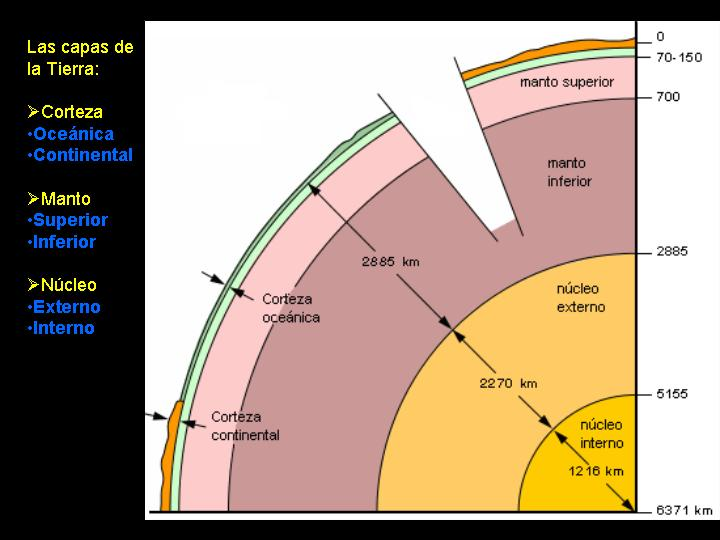 Las capas de
la Tierra:
➢Corteza
•Oceánica
•Continental
➢Manto
•Superior
•Inferior
➢Núcleo
•Externo
•Interno
0
70-150
manto superior
700
manto
inferior
2885
2885 km
núcleo
externo
Corteza
oceánica
2270 km
5155
Corteza
continental
núcleo
interno
1216 km
6371 km